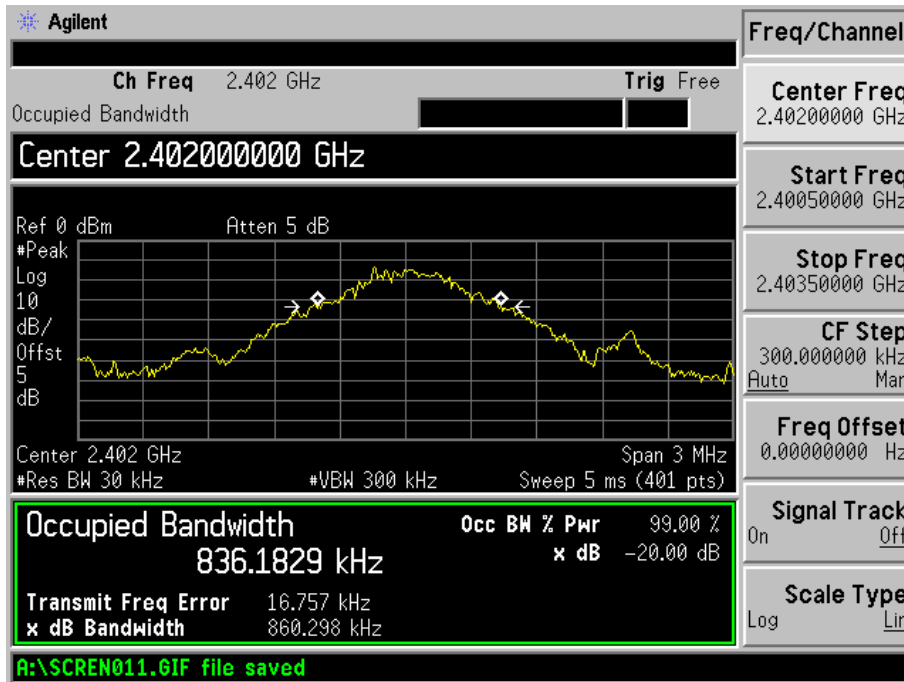 Agilent
Ch Freq 2.402 GHz Trig Free
Occupied Bandwidth
Center 2.402000000 GHz
Ref 0 dBm Atten 5 dB
#Peak
Log
10
dB/
Offst
5
dB
Center 2.402 GHz Span 3 MHz
#Res BW 30 kHz #VBW 300 kHz Sweep 5 ms (401 pts)
Occupied Bandwidth Occ BW % Pwr 99.00 %
836.1829 kHz x dB -20.00 dB
Transmit Freq Error 16.757 kHz
x dB Bandwidth 860.298 kHz
A:\SCREN011.GIF file saved
Freq/Channel
Center Freq
2.40200000 GHz
Start Freq
2.40050000 GHz
Stop Freq
2.40350000 GHz
CF Step
300.000000 kHz
Auto Man
Freq Offset
0.00000000 Hz
Signal Track
On Off
Scale Type
Log Lin